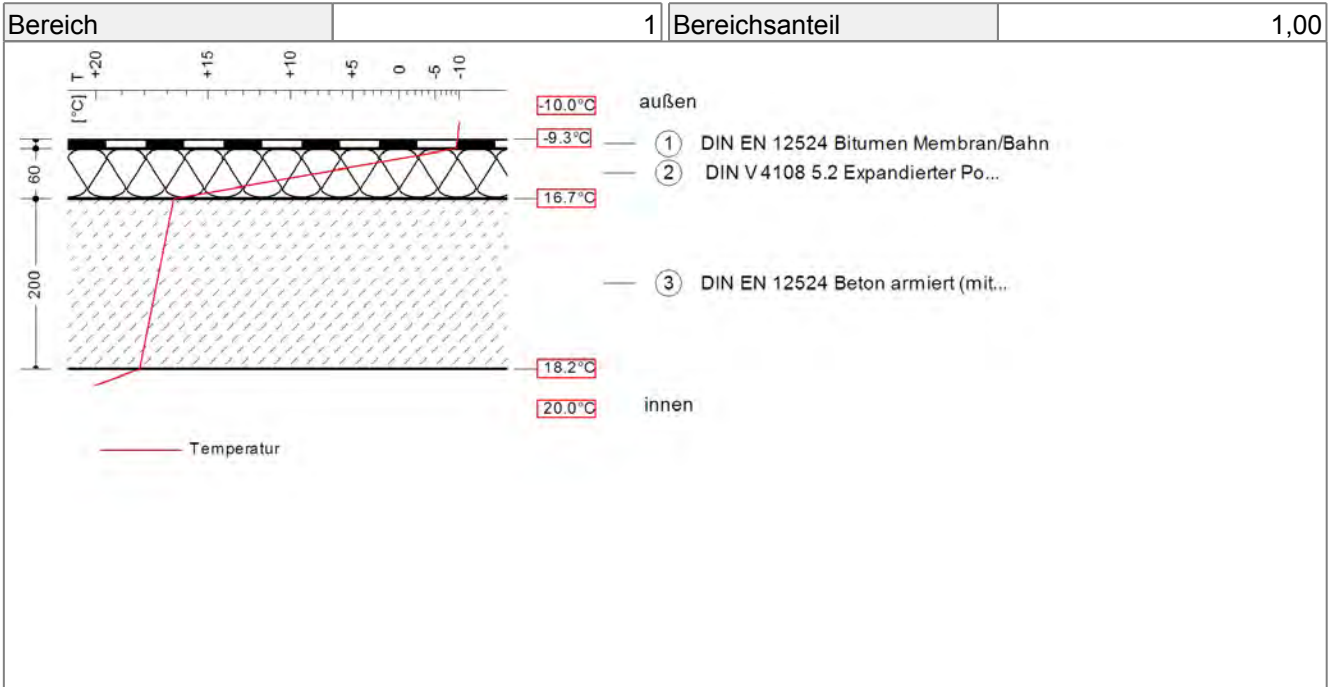 Bereich 1 Bereichsanteil 1,00
T +20 +15 +10 +5 0 -5 -10
[°C]
-10.0°C außen
-9.3°C 1 DIN EN 12524 Bitumen Membran/Bahn
60 2 DIN V 4108 5.2 Expandierter Po...
16.7°C
200 3 DIN EN 12524 Beton armiert (mit...
18.2°C
20.0°C innen
Temperatur